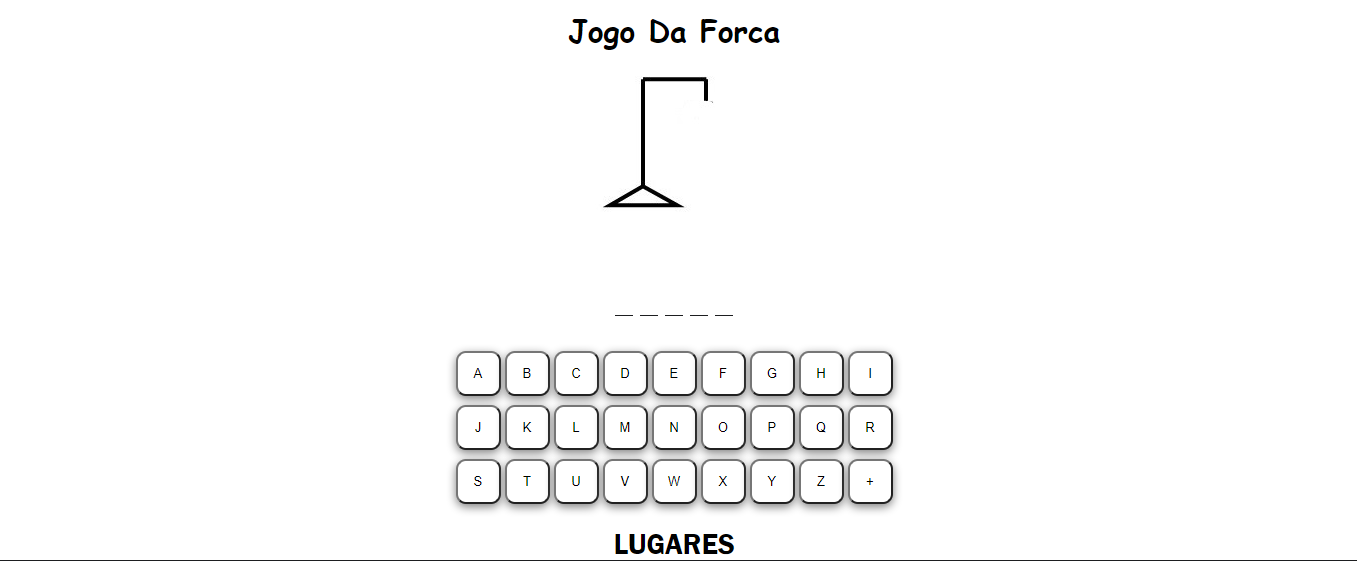 Jogo Da Forca
_ _ _ _ _
A B C D E F G H I
J K L M N O P Q R
S T U V W X Y Z +
LUGARES